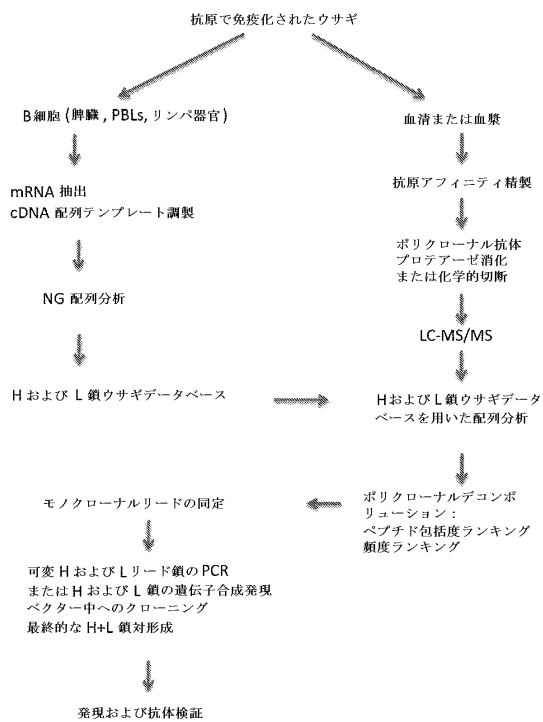 抗原で免疫化されたウサギ
B細胞 (脾臓 , PBLs, リンパ器官)
血清または血漿
mRNA 抽出
cDNA 配列テンプレート調製
抗原アフィニティ精製
NG 配列分析
ポリクローナル抗体
プロテアーゼ消化
または化学的切断
LC-MS/MS
H および L 鎖ウサギデータベース
HおよびL鎖ウサギデータ
ベースを用いた配列分析
モノクローナルリードの同定
ポリクローナルデコンボ
リューション :
ペプチド包括度ランキング
頻度ランキング
可変 H および L リード鎖の PCR
または H および L 鎖の遺伝子合成発現
ベクター中へのクローニング
最終的な H+L 鎖対形成
発現および抗体検証